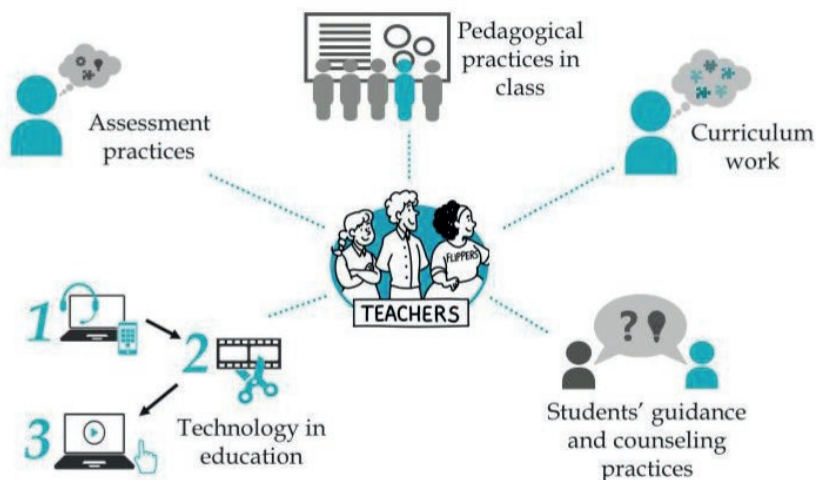 Pedagogical
practices in
class
Assessment
practices
Curriculum
work
FLIPPERS
TEACHERS
1
2
3
Technology in
education
?
Students’ guidance
and counseling
practices